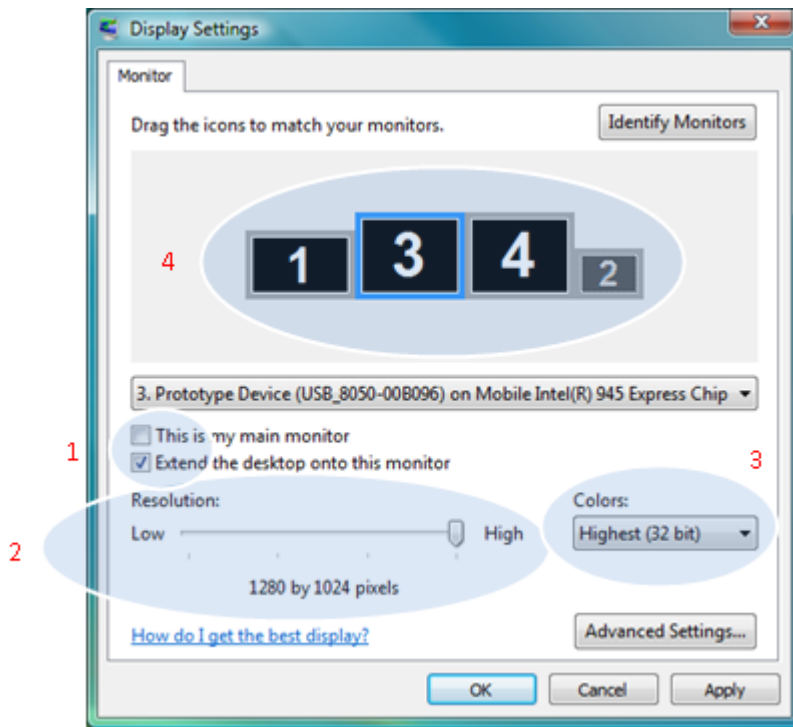 Display Settings
Monitor
Drag the icons to match your monitors.
Identify Monitors
4
1 3 4 2
3. Prototype Device (USB_8050-00B096) on Mobile Intel(R) 945 Express Chip
This is my main monitor
1
Extend the desktop onto this monitor
3
Resolution:
Colors:
Low
High
Highest (32 bit)
2
1280 by 1024 pixels
How do I get the best display?
Advanced Settings...
OK
Cancel
Apply